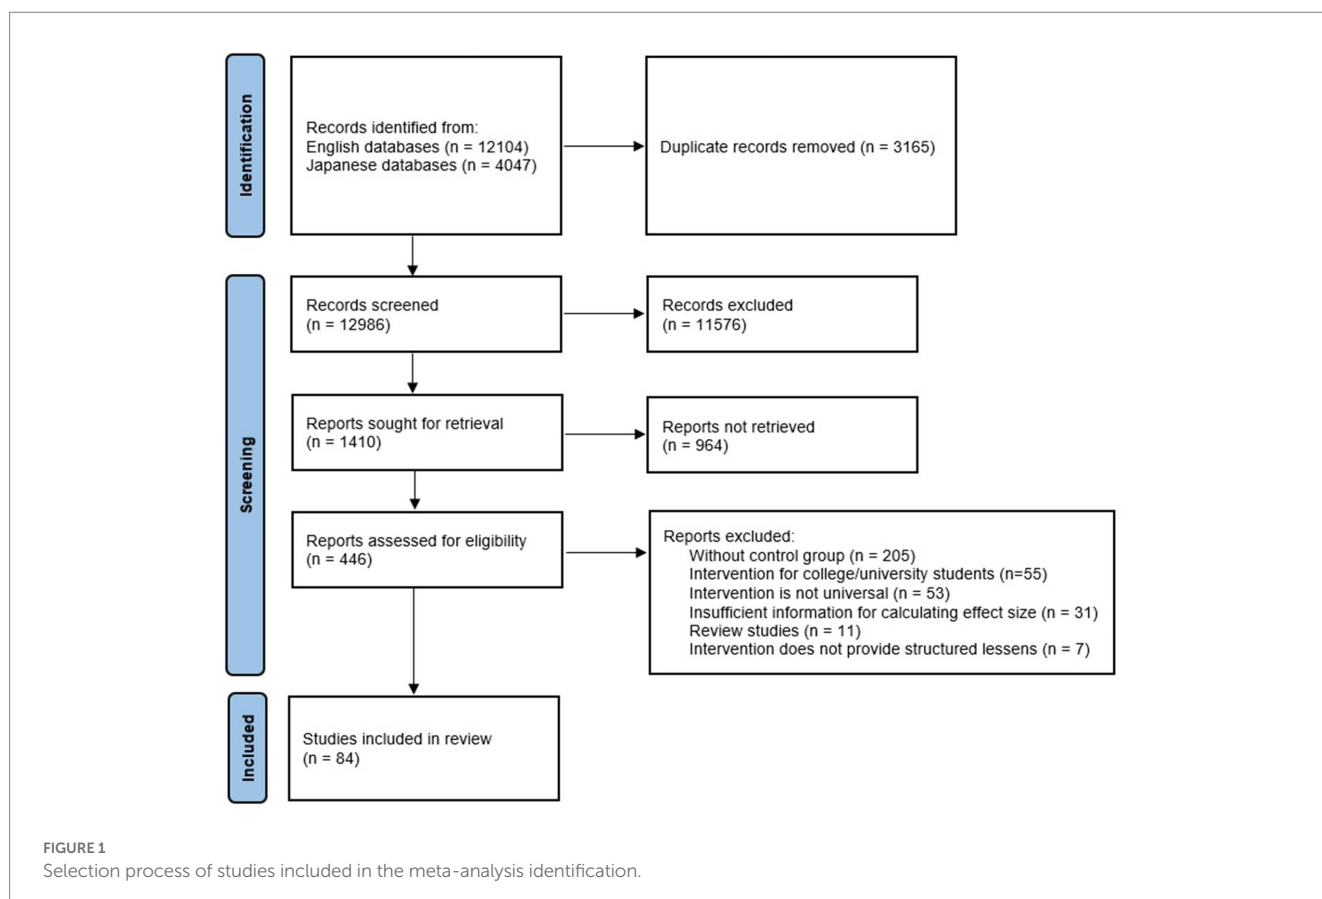 Identification
Records identified from:
English databases (n = 12104)
Japanese databases (n = 4047)
Duplicate records removed (n = 3165)
Screening
Records screened
(n = 12986)
Records excluded
(n = 11576)
Reports sought for retrieval
(n = 1410)
Reports not retrieved
(n = 964)
Reports assessed for eligibility
(n = 446)
Reports excluded:
Without control group (n = 205)
Intervention for college/university students (n=55)
Intervention is not universal (n = 53)
Insufficient information for calculating effect size (n = 31)
Review studies (n = 11)
Intervention does not provide structured lessens (n = 7)
Included
Studies included in review
(n = 84)
FIGURE 1
Selection process of studies included in the meta-analysis identification.